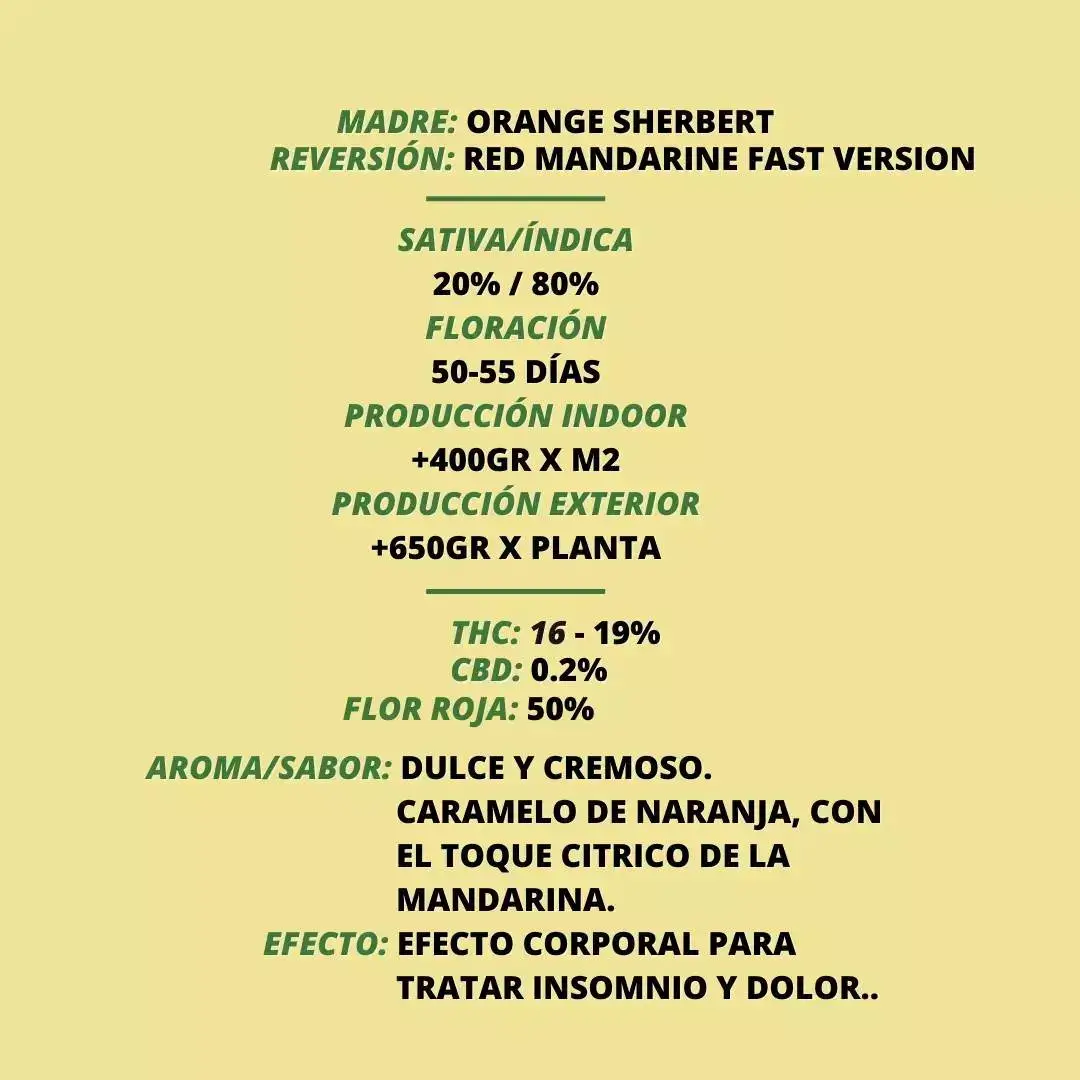 MADRE: ORANGE SHERBERT
REVERSIÓN: RED MANDARINE FAST VERSION
SATIVA/ÍNDICA
20% / 80%
FLORACIÓN
50-55 DÍAS
PRODUCCIÓN INDOOR
+400GR X M2
PRODUCCIÓN EXTERIOR
+650GR X PLANTA
THC: 16 - 19%
CBD: 0.2%
FLOR ROJA: 50%
AROMA/SABOR: DULCE Y CREMOSO.
CARAMELO DE NARANJA, CON
EL TOQUE CITRICO DE LA
MANDARINA.
EFECTO: EFECTO CORPORAL PARA
TRATAR INSOMNIO Y DOLOR..